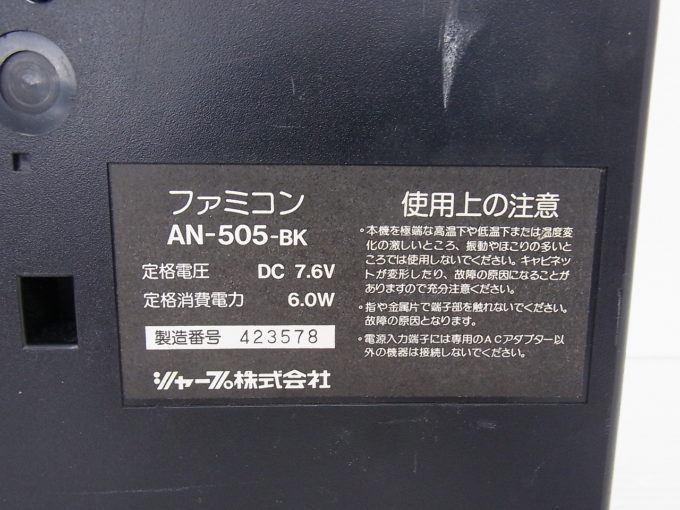 ファミコン
AN-505-BK
定格電圧 DC 7.6V
定格消費電力 6.0W
製造番号 423578
シャープ株式会社
使用上の注意
•本機を極端な高温下や低温下または湿度変
化の激しいところ、振動やほこりの多いと
ころでは使用しないでください。キャビネッ
トが変形したり、故障の原因になることが
ありますので充分注意ください。
•指や金属片で端子部を触れないでください。
故障の原因となります。
•電源入力端子には専用のACアダプター以
外の機器は接続しないでください。